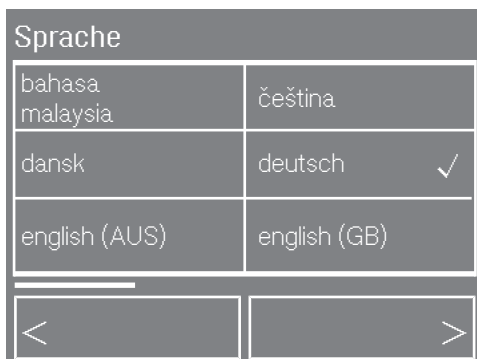 Sprache
bahasa
malaysia
čeština
dansk
deutsch ✓
english (AUS)
english (GB)
< >